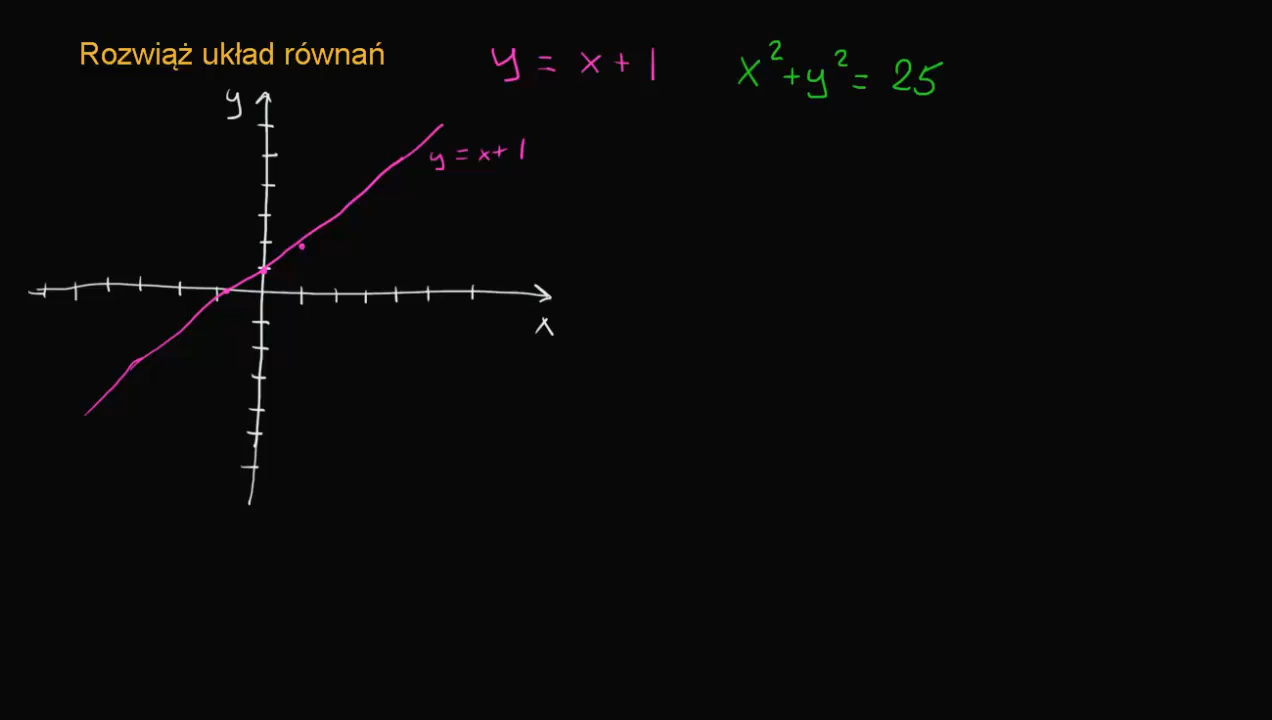 Rozwiąż układ równań
y = x + 1
x² + y² = 25
y
y = x + 1
x